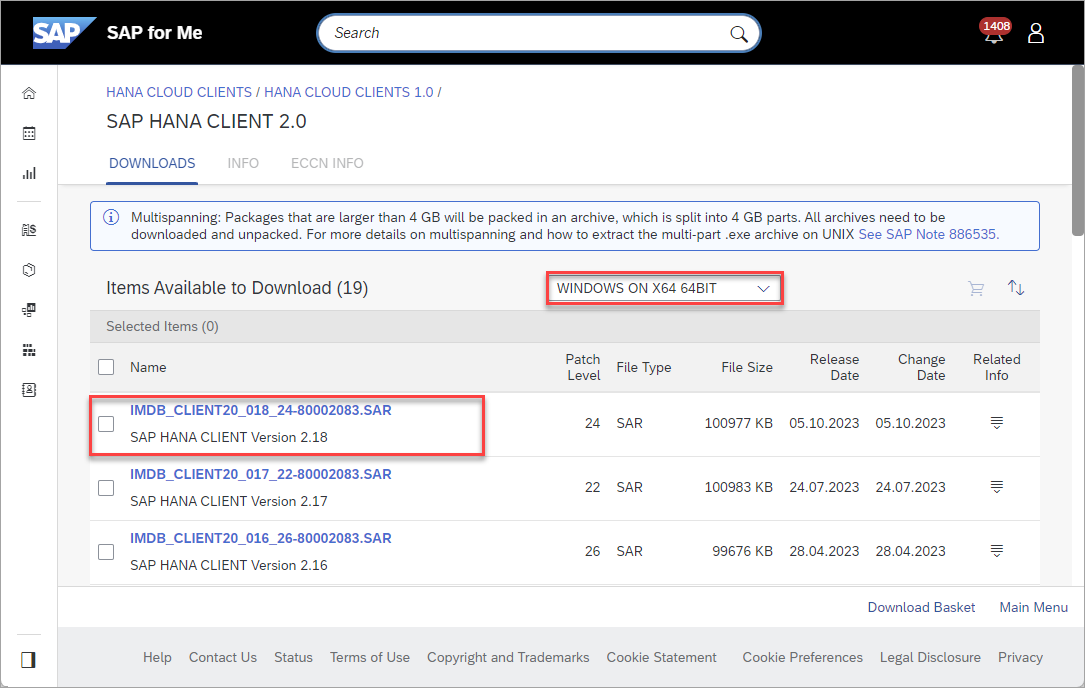 SAP SAP for Me Search 1408
HANA CLOUD CLIENTS / HANA CLOUD CLIENTS 1.0 /
SAP HANA CLIENT 2.0
DOWNLOADS INFO ECCN INFO
Multispanning: Packages that are larger than 4 GB will be packed in an archive, which is split into 4 GB parts. All archives need to be
downloaded and unpacked. For more details on multispanning and how to extract the multi-part .exe archive on UNIX See SAP Note 886535.
Items Available to Download (19) WINDOWS ON X64 64BIT
Selected Items (0)
Name Patch Level File Type File Size Release Date Change Date Related Info
IMDB_CLIENT20_018_24-80002083.SAR
SAP HANA CLIENT Version 2.18
24 SAR 100977 KB 05.10.2023 05.10.2023
IMDB_CLIENT20_017_22-80002083.SAR
SAP HANA CLIENT Version 2.17
22 SAR 100983 KB 24.07.2023 24.07.2023
IMDB_CLIENT20_016_26-80002083.SAR
SAP HANA CLIENT Version 2.16
26 SAR 99676 KB 28.04.2023 28.04.2023
Download Basket Main Menu
Help Contact Us Status Terms of Use Copyright and Trademarks Cookie Statement Cookie Preferences Legal Disclosure Privacy